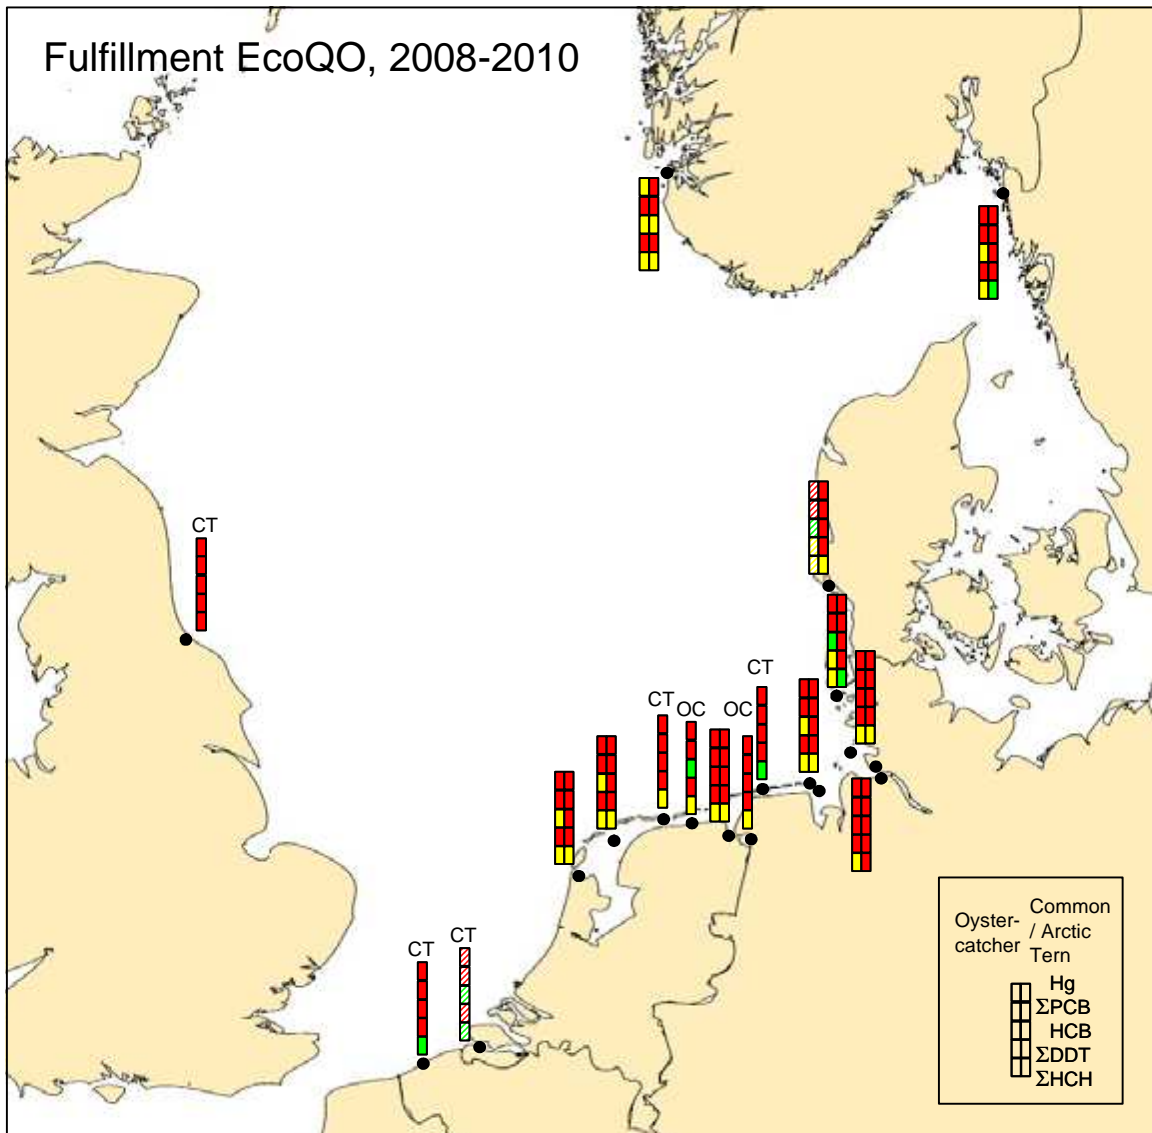 Fulfillment EcoQO, 2008-2010
CT
CT
CT
OC
OC
CT
CT
CT
Oyster-
catcher
Common
/ Arctic
Tern
Hg
ΣPCB
HCB
ΣDDT
ΣHCH